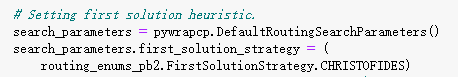 # Setting first solution heuristic.
search_parameters = pywrapcp.DefaultRoutingSearchParameters()
search_parameters.first_solution_strategy = (
routing_enums_pb2.FirstSolutionStrategy.CHRISTOFIDES)